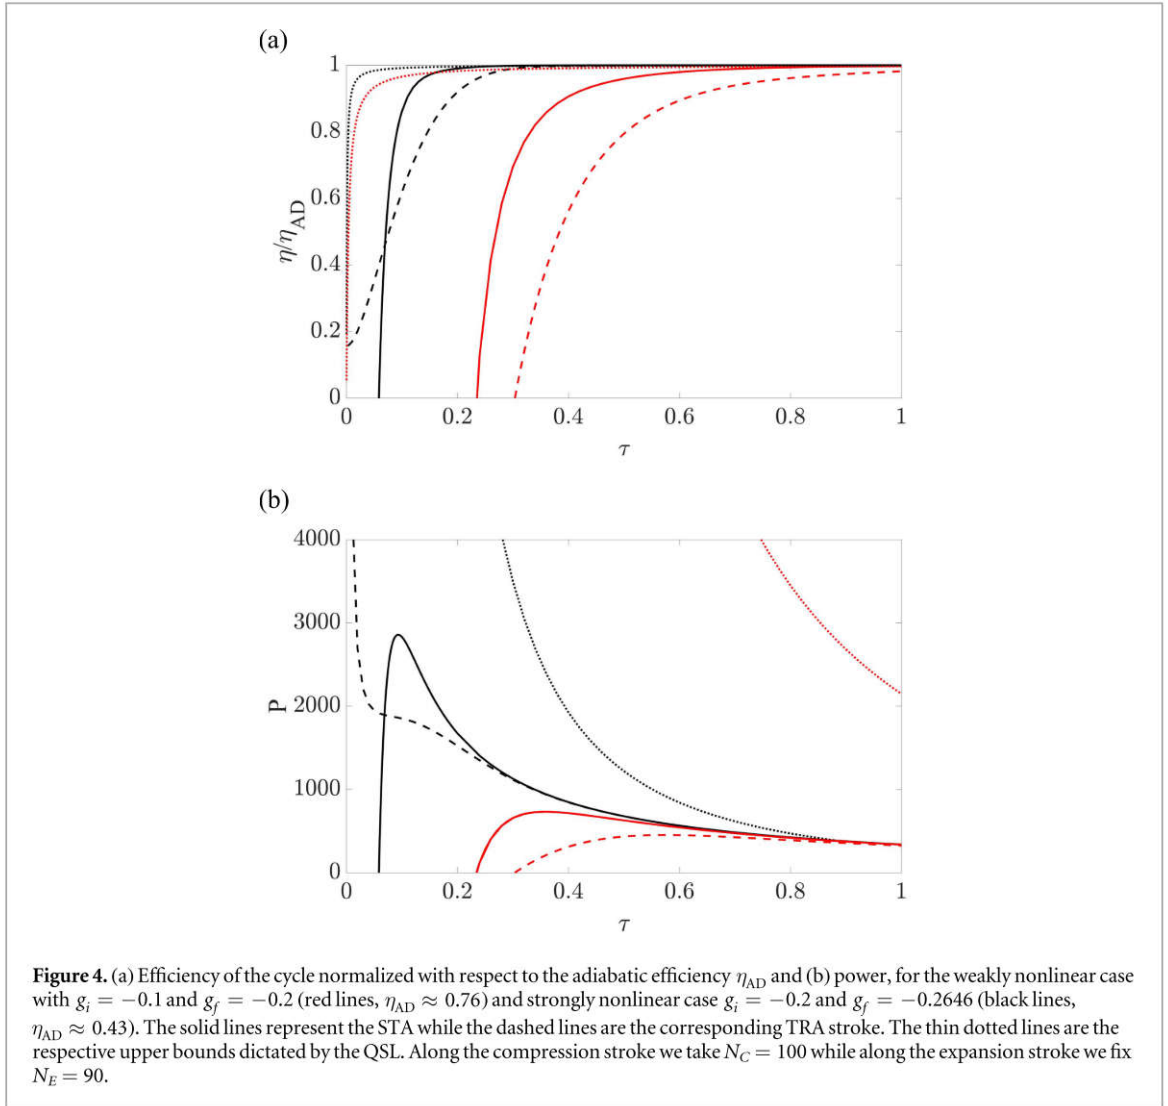 (a)
1
0.8
0.6
0.4
0.2
0
η/η_AD
0 0.2 0.4 0.6 0.8 1
τ
(b)
4000
3000
2000
1000
0
P
0 0.2 0.4 0.6 0.8 1
τ
Figure 4. (a) Efficiency of the cycle normalized with respect to the adiabatic efficiency η_AD and (b) power, for the weakly nonlinear case
with g_i = −0.1 and g_f = −0.2 (red lines, η_AD ≈ 0.76) and strongly nonlinear case g_i = −0.2 and g_f = −0.2646 (black lines,
η_AD ≈ 0.43). The solid lines represent the STA while the dashed lines are the corresponding TRA stroke. The thin dotted lines are the
respective upper bounds dictated by the QSL. Along the compression stroke we take N_C = 100 while along the expansion stroke we fix
N_E = 90.